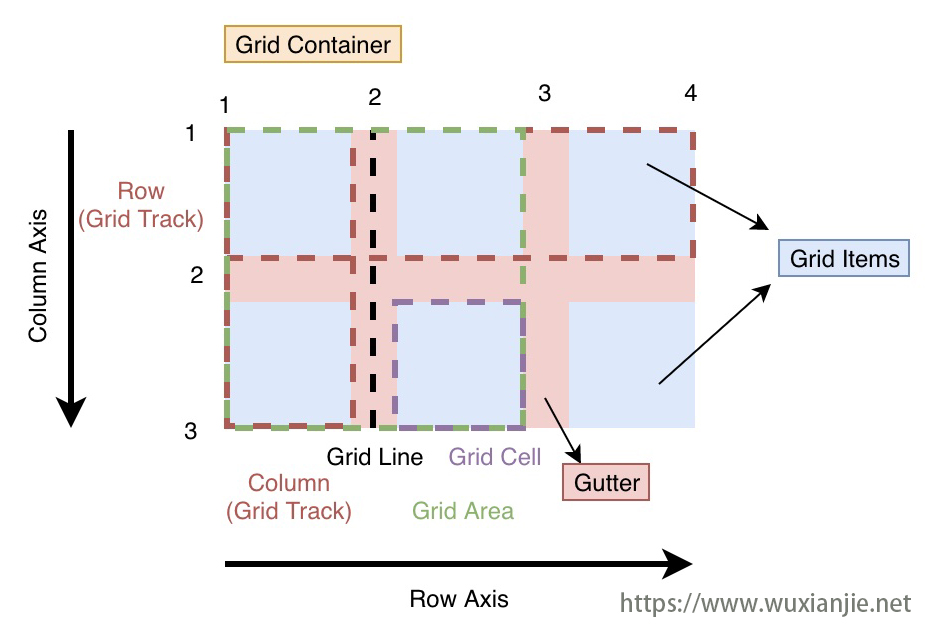 Grid Container
1
2
3
4
1
Row
(Grid Track)
Column Axis
2
Grid Items
3
Grid Line
Grid Cell
Gutter
Column
(Grid Track)
Grid Area
Row Axis
https://www.wuxianjie.net